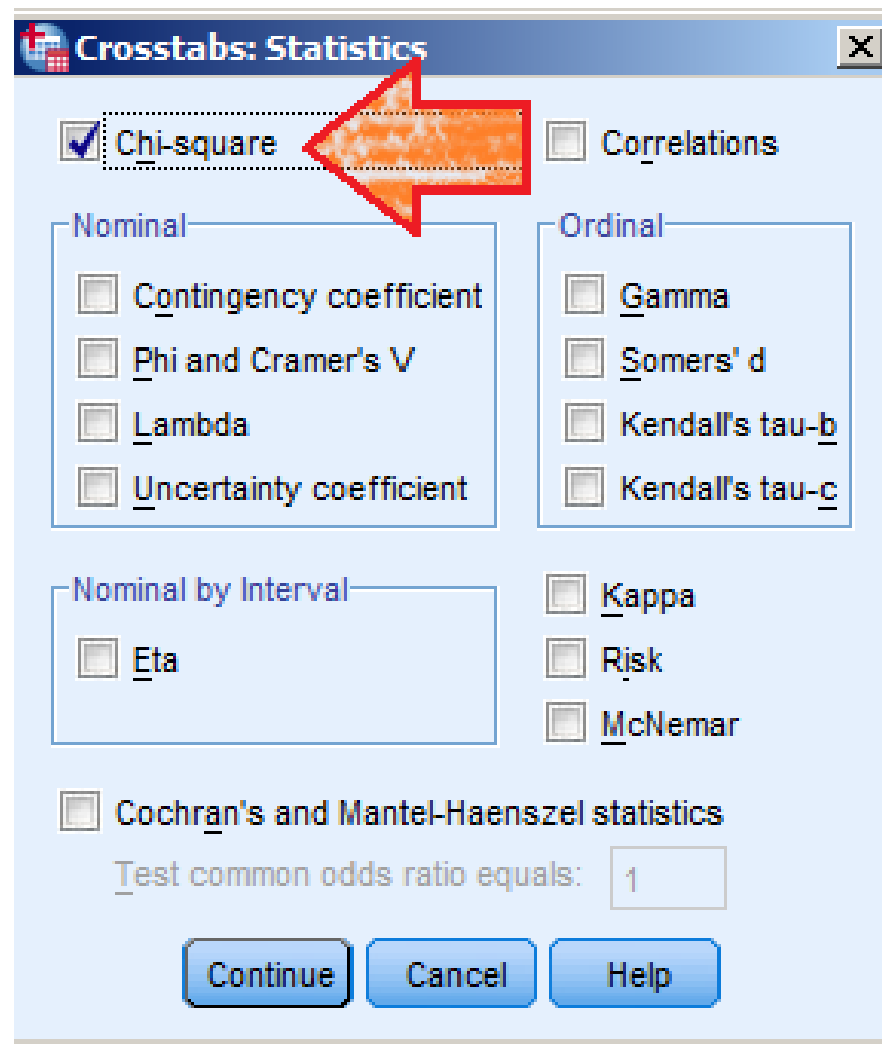 Crosstabs: Statistics
Chi-square
Correlations
Nominal
Contingency coefficient
Phi and Cramer's V
Lambda
Uncertainty coefficient
Ordinal
Gamma
Somers' d
Kendall's tau-b
Kendall's tau-c
Nominal by Interval
Eta
Kappa
Risk
McNemar
Cochran's and Mantel-Haenszel statistics
Test common odds ratio equals: 1
Continue Cancel Help